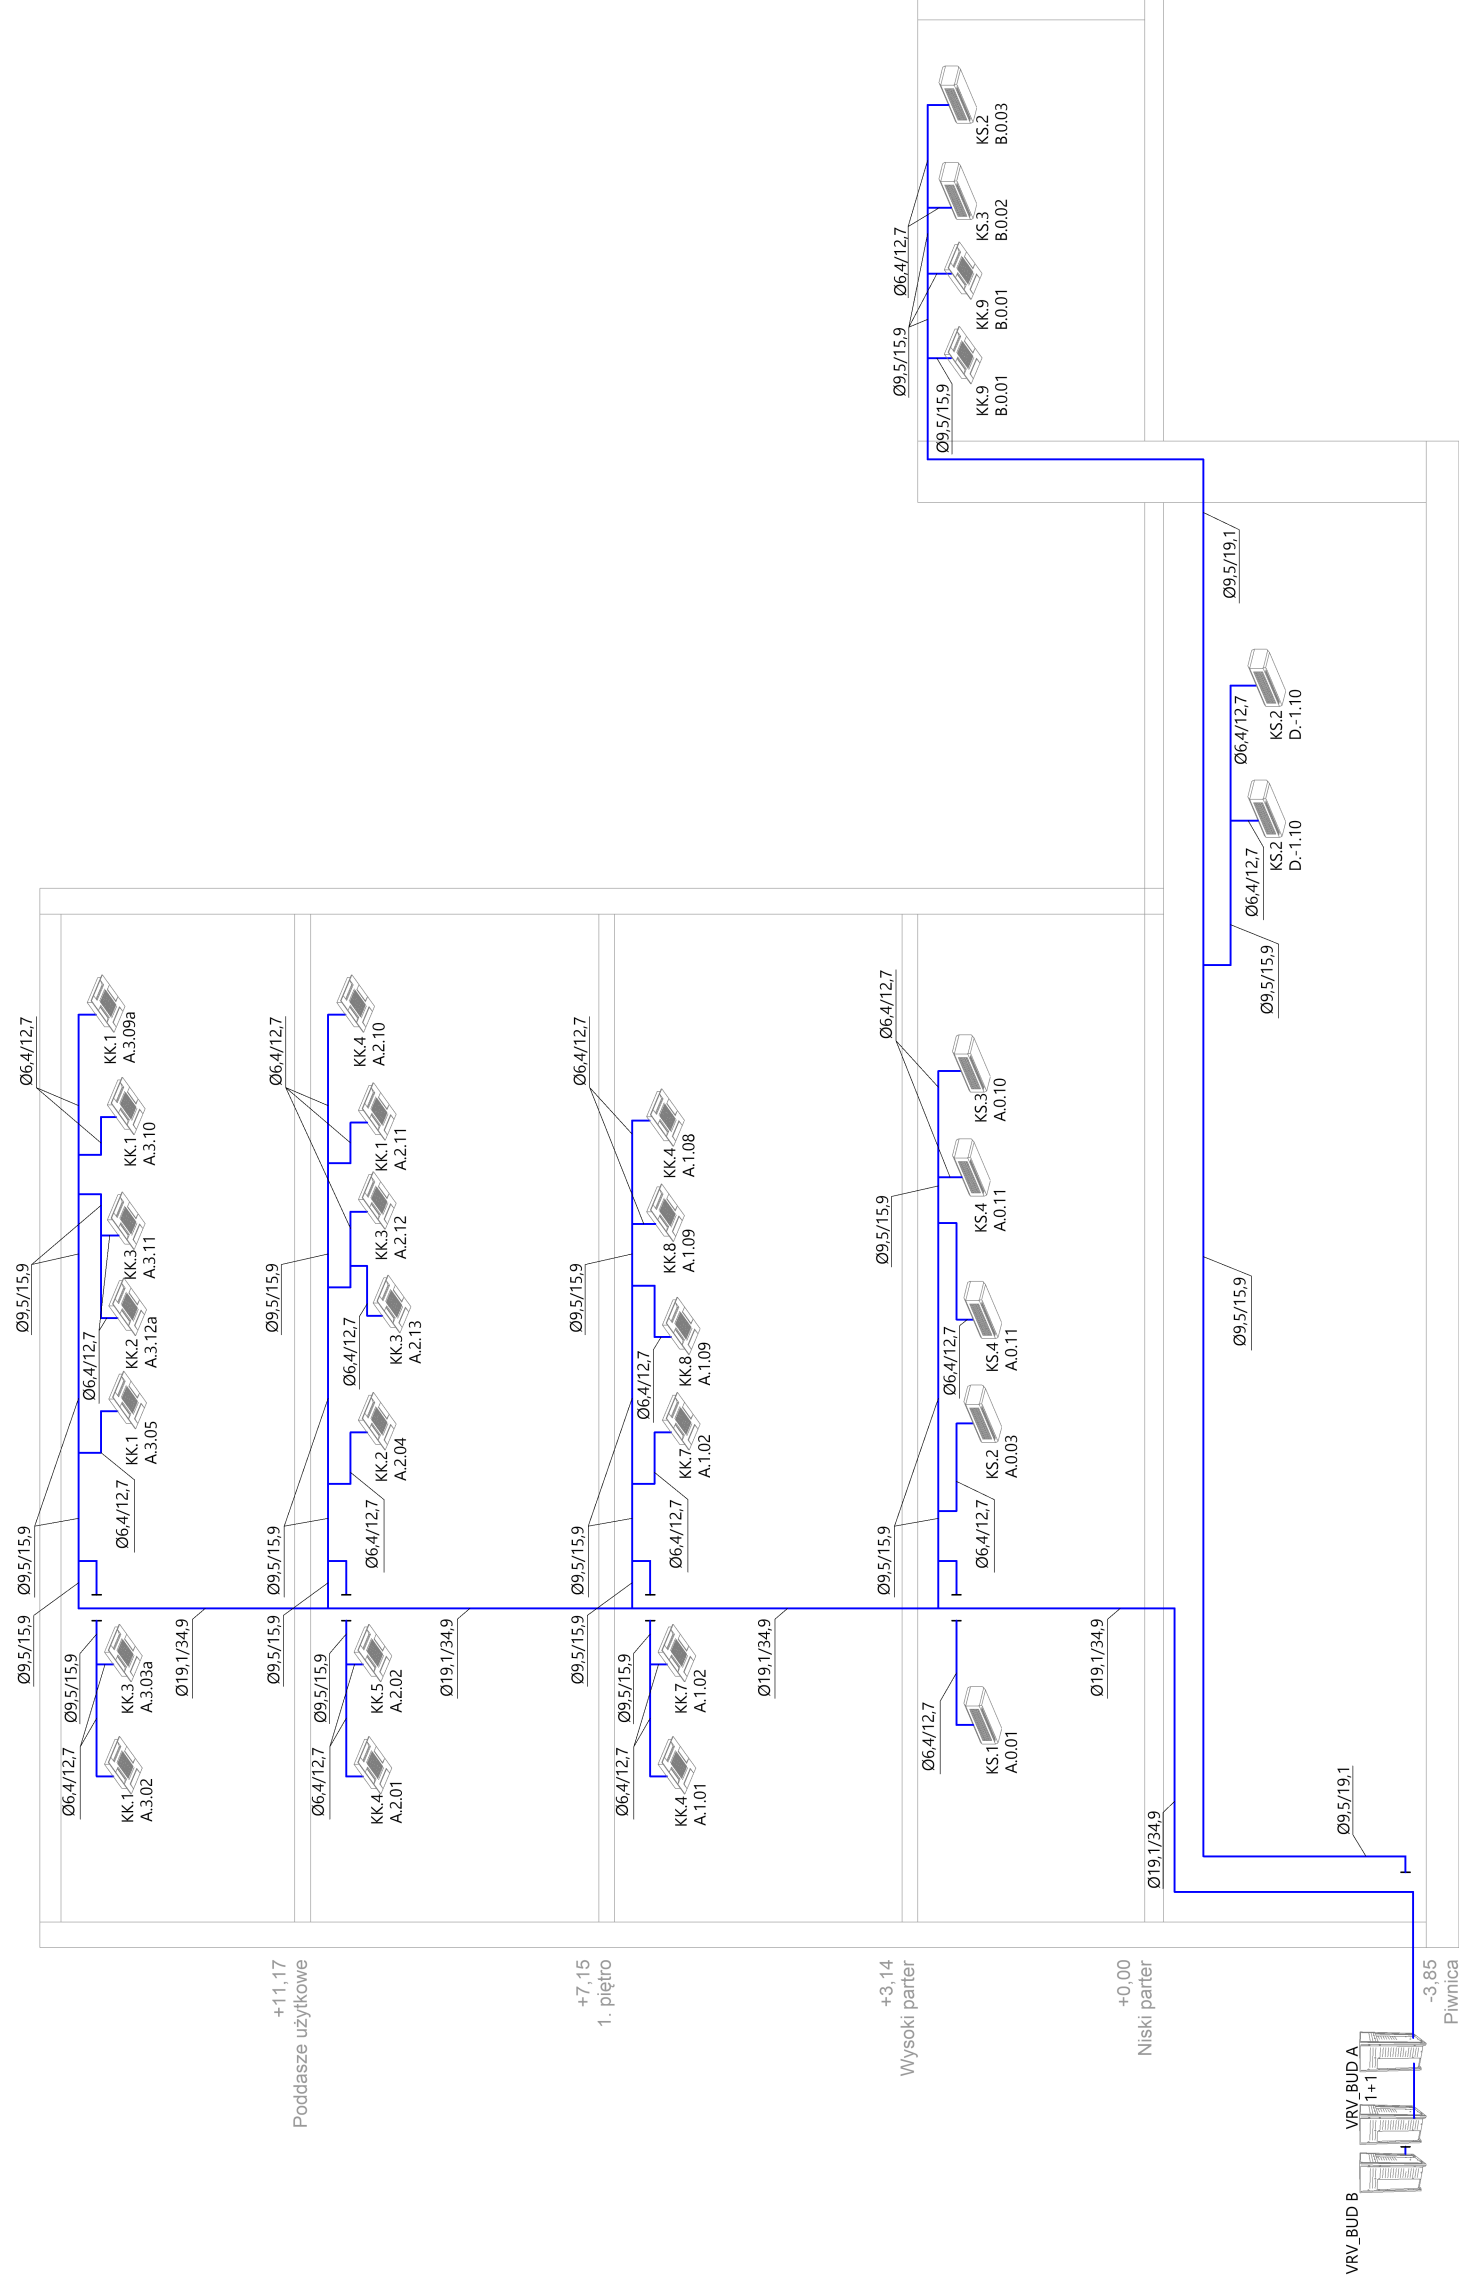 KS.2
B.0.03
KS.3
B.0.02
Ø6,4/12,7
KK.9
B.0.01
Ø9,5/15,9
KK.9
B.0.01
Ø9,5/15,9
Ø9,5/19,1
KS.2
D.-1.10
Ø6,4/12,7
KS.2
D.-1.10
Ø6,4/12,7
Ø9,5/15,9
Ø9,5/15,9
Ø6,4/12,7
KK.1
A.3.09a
KK.1
A.3.10
Ø9,5/15,9
KK.3
A.3.11
KK.2
A.3.12a
Ø6,4/12,7
KK.1
A.3.05
Ø6,4/12,7
Ø9,5/15,9
Ø9,5/15,9
Ø9,5/15,9
KK.3
A.3.03a
Ø6,4/12,7
KK.1
A.3.02
Ø19,1/34,9
Ø6,4/12,7
KK.4
A.2.10
KK.1
A.2.11
KK.3
A.2.12
Ø9,5/15,9
KK.3
A.2.13
Ø6,4/12,7
KK.2
A.2.04
Ø6,4/12,7
Ø9,5/15,9
Ø9,5/15,9
Ø9,5/15,9
KK.5
A.2.02
Ø6,4/12,7
KK.4
A.2.01
Ø19,1/34,9
Ø6,4/12,7
KK.4
A.1.08
KK.8
A.1.09
Ø9,5/15,9
KK.8
A.1.09
Ø6,4/12,7
KK.7
A.1.02
Ø6,4/12,7
Ø9,5/15,9
Ø9,5/15,9
Ø9,5/15,9
KK.7
A.1.02
Ø6,4/12,7
KK.4
A.1.01
Ø19,1/34,9
Ø6,4/12,7
KS.3
A.0.10
KS.4
A.0.11
Ø9,5/15,9
KS.4
A.0.11
Ø6,4/12,7
KS.2
A.0.03
Ø6,4/12,7
Ø9,5/15,9
Ø6,4/12,7
KS.1
A.0.01
Ø19,1/34,9
Ø19,1/34,9
Ø9,5/19,1
+11,17
Poddasze użytkowe
+7,15
1. piętro
+3,14
Wysoki parter
+0,00
Niski parter
-3,85
Piwnica
VRV_BUD A
1+1
VRV_BUD B